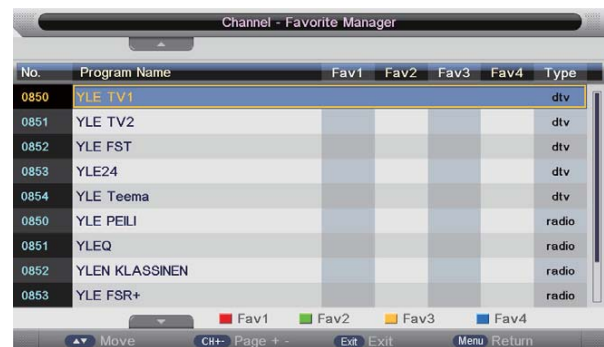 Channel - Favorite Manager
No. Program Name Fav1 Fav2 Fav3 Fav4 Type
0850 YLE TV1 dtv
0851 YLE TV2 dtv
0852 YLE FST dtv
0853 YLE24 dtv
0854 YLE Teema dtv
0850 YLE PEILI radio
0851 YLEQ radio
0852 YLEN KLASSINEN radio
0853 YLE FSR+ radio
Fav1 Fav2 Fav3 Fav4
Move CH+- Page + - Exit Exit Menu Return